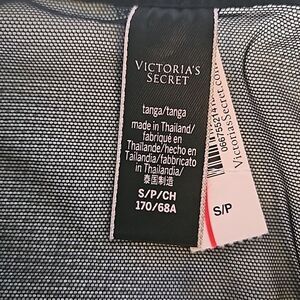 VICTORIA'S
SECRET
tanga/tanga
made in Thailand/
fabriqué en
Thaïlande/hecho en
Tailandia/fabbricato
in Thailandia/
泰国制造
S/P/CH
170/68A
VictoriasSecret.com
S/P